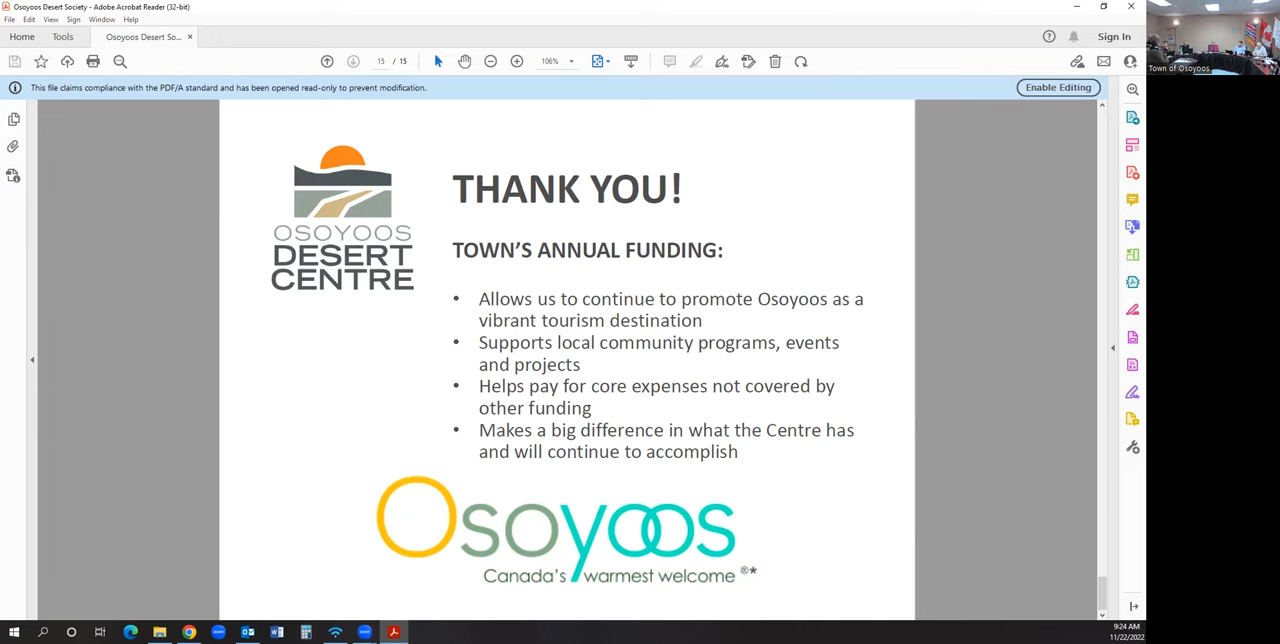 Osoyoos Desert Society - Adobe Acrobat Reader (32-bit)
File Edit View Sign Window Help
Home Tools Osoyoos Desert So... × Sign In
15 / 15 106%
This file claims compliance with the PDF/A standard and has been opened read-only to prevent modification. Enable Editing
Town of Osoyoos
OSOYOOS
DESERT
CENTRE
THANK YOU!
TOWN'S ANNUAL FUNDING:
• Allows us to continue to promote Osoyoos as a
vibrant tourism destination
• Supports local community programs, events
and projects
• Helps pay for core expenses not covered by
other funding
• Makes a big difference in what the Centre has
and will continue to accomplish
Osoyoos
Canada's warmest welcome ®*
9:24 AM
11/22/2022